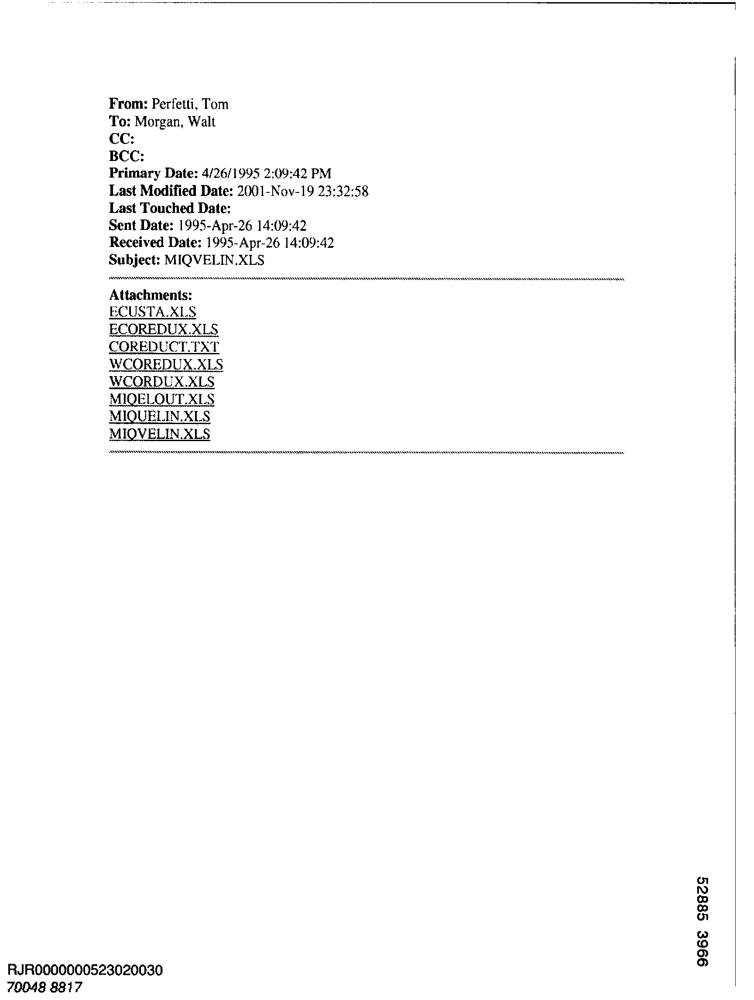 From: Perfetti, Tom
To: Morgan, Walt
CC:
BCC:
Primary Date: 4/26/1995 2:09:42 PM
Last Modified Date: 2001-Nov-19 23:32:58
Last Touched Date:
Sent Date: 1995-Apr-26 14:09:42
Received Date: 1995-Apr-26 14:09:42
Subject: MIQVELIN.XLS
Attachments:
ECUSTA.XLS
ECOREDUX.XLS
COREDUCT.TXT
WCOREDUX.XLS
WCORDUX.XLS
MIQELOUT.XLS
MIQUELIN.XLS
MIQVELIN.XLS
52885 3966
RJR0000000523020030
70048 8817